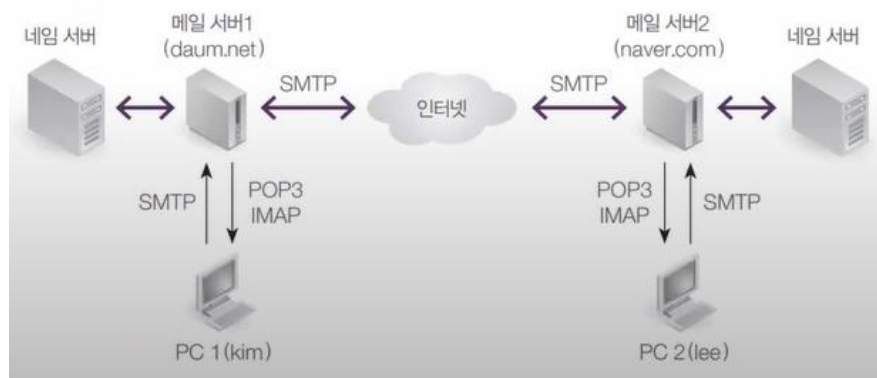 네임 서버
메일 서버1
(daum.net)
메일 서버2
(naver.com)
네임 서버
SMTP
인터넷
SMTP
SMTP
POP3
IMAP
POP3
IMAP
SMTP
PC 1(kim)
PC 2(lee)